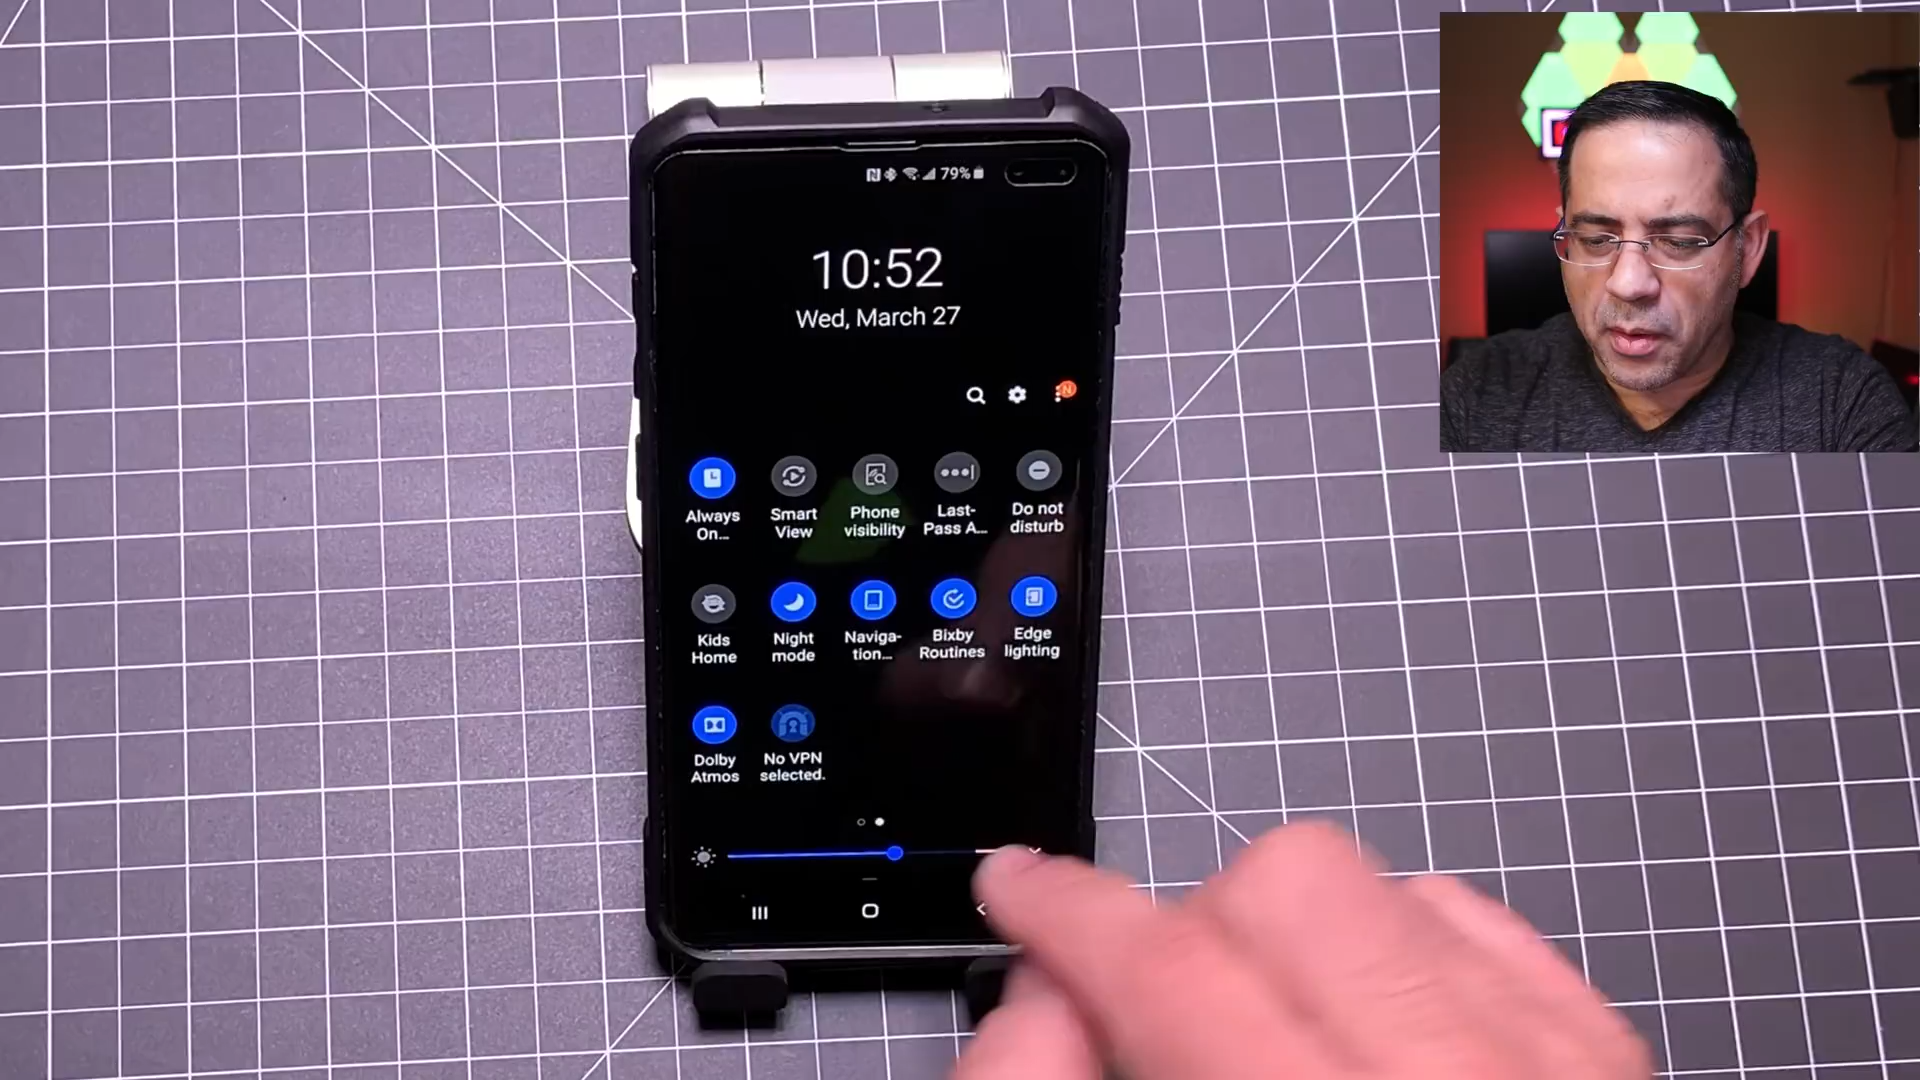 79%
10:52
Wed, March 27
N
Always
On...
Smart
View
Phone
visibility
Last-
Pass A...
Do not
disturb
Kids
Home
Night
mode
Naviga-
tion...
Bixby
Routines
Edge
lighting
Dolby
Atmos
No VPN
selected.